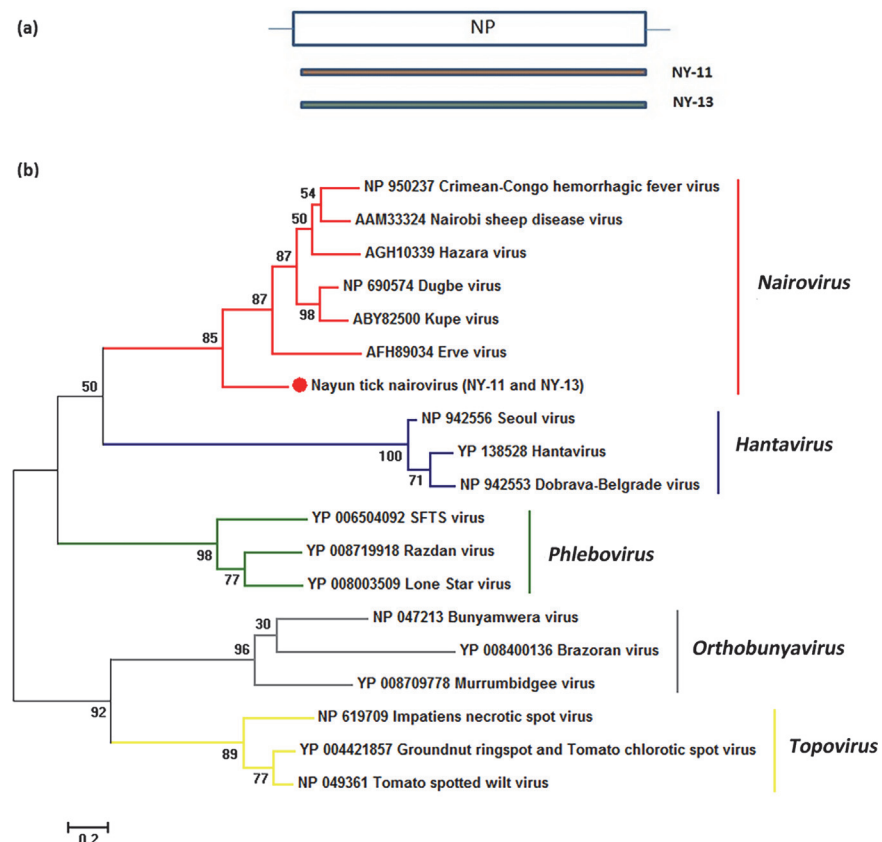 (a)
NP
NY-11
NY-13
(b)
NP 950237 Crimean-Congo hemorrhagic fever virus
54
AAM33324 Nairobi sheep disease virus
50
AGH10339 Hazara virus
87
Nairovirus
NP 690574 Dugbe virus
87
98
ABY82500 Kupe virus
85
AFH89034 Erve virus
Nayun tick nairovirus (NY-11 and NY-13)
50
NP 942556 Seoul virus
Hantavirus
100
YP 138528 Hantavirus
71
NP 942553 Dobrava-Belgrade virus
YP 006504092 SFTS virus
98
YP 008719918 Razdan virus
Phlebovirus
77
YP 008003509 Lone Star virus
NP 047213 Bunyamwera virus
30
96
YP 008400136 Brazoran virus
Orthobunyavirus
YP 008709778 Murrumbidgee virus
92
NP 619709 Impatiens necrotic spot virus
89
YP 004421857 Groundnut ringspot and Tomato chlorotic spot virus
Topovirus
77
NP 049361 Tomato spotted wilt virus
0.2